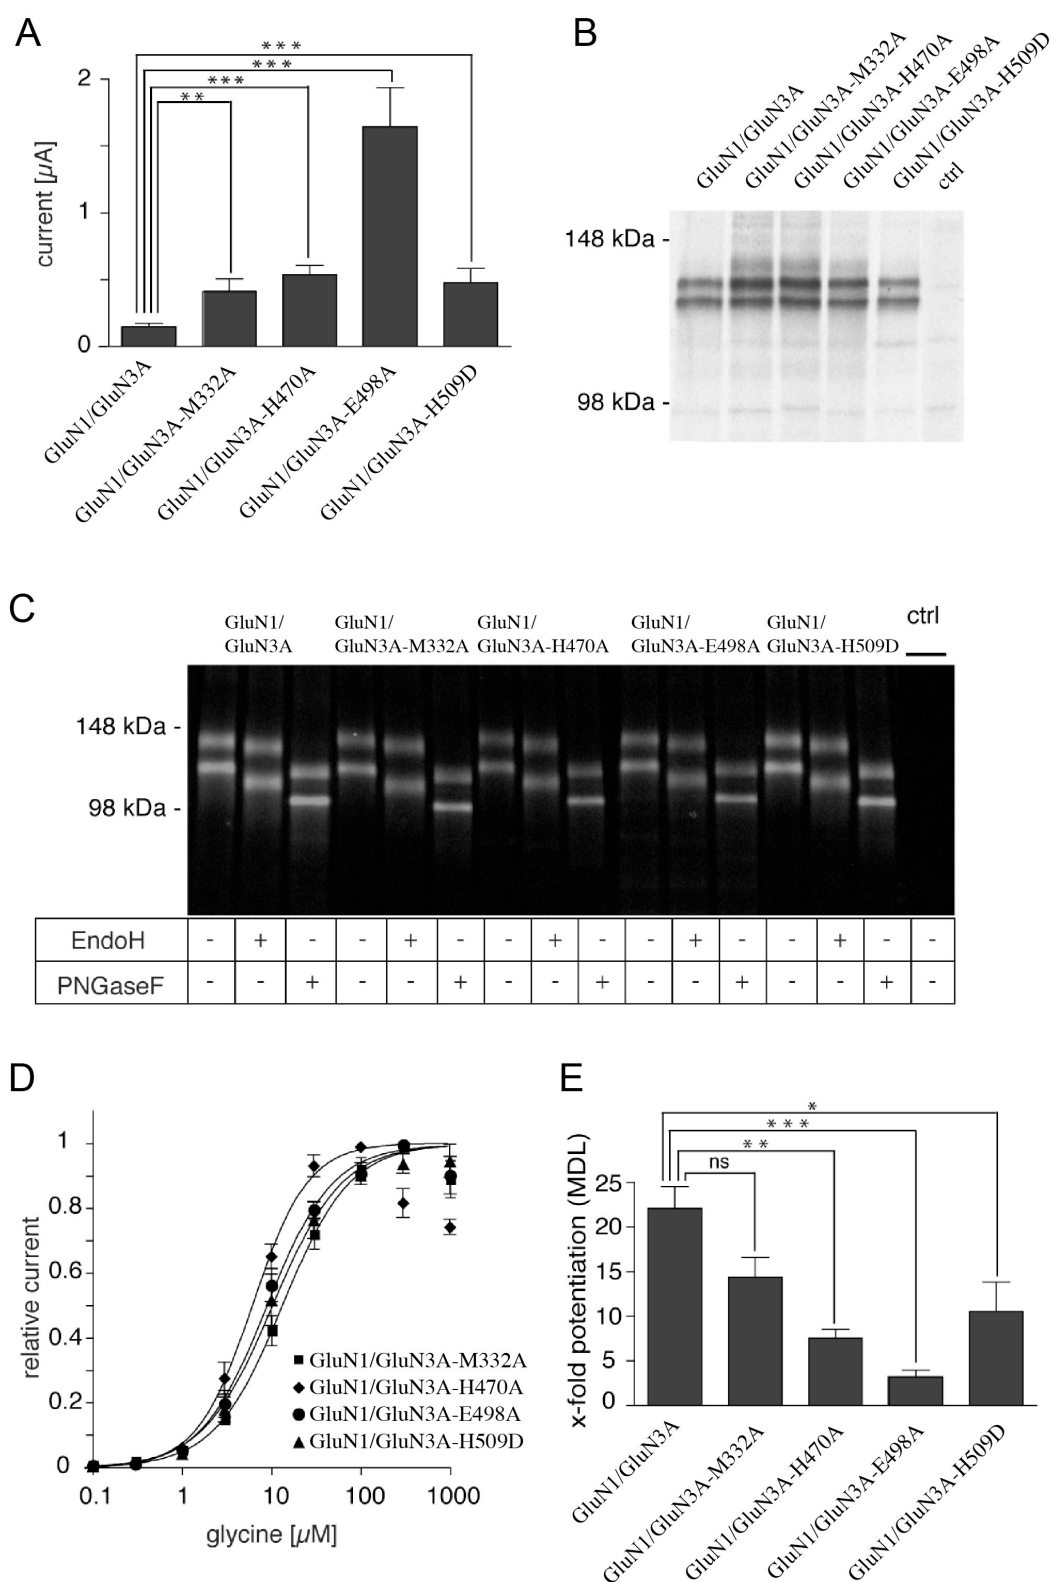 A
* * *
* * *
* * *
* *
2
1
0
current [µA]
GluN1/GluN3A
GluN1/GluN3A-M332A
GluN1/GluN3A-H470A
GluN1/GluN3A-E498A
GluN1/GluN3A-H509D
B
GluN1/GluN3A
GluN1/GluN3A-M332A
GluN1/GluN3A-H470A
GluN1/GluN3A-E498A
GluN1/GluN3A-H509D
ctrl
148 kDa -
98 kDa -
C
GluN1/ GluN1/ GluN1/ GluN1/ GluN1/ ctrl
GluN3A GluN3A-M332A GluN3A-H470A GluN3A-E498A GluN3A-H509D
148 kDa -
98 kDa -
EndoH - + - - + - - + - - + - - + - -
PNGaseF - - + - - + - - + - - + - - + -
D
1
0.8
0.6
0.4
0.2
0
relative current
GluN1/GluN3A-M332A
GluN1/GluN3A-H470A
GluN1/GluN3A-E498A
GluN1/GluN3A-H509D
0.1 1 10 100 1000
glycine [µM]
E
*
* * *
* *
ns
25
20
15
10
5
0
x-fold potentiation (MDL)
GluN1/GluN3A
GluN1/GluN3A-M332A
GluN1/GluN3A-H470A
GluN1/GluN3A-E498A
GluN1/GluN3A-H509D